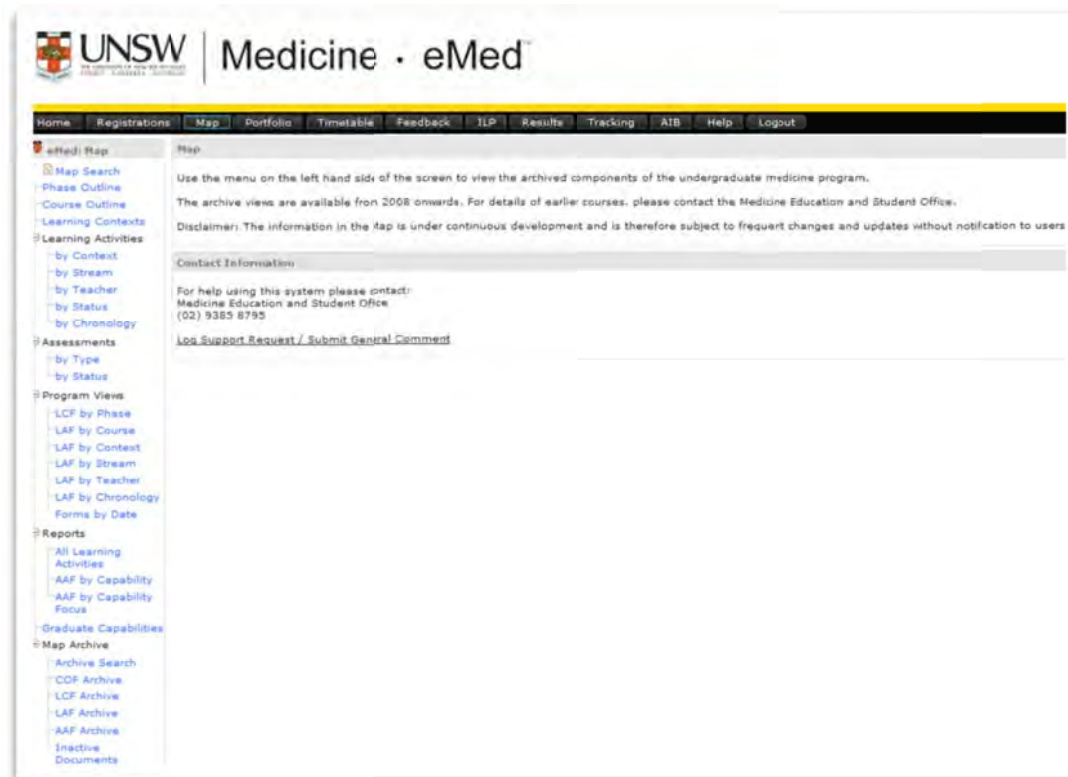 UNSW Medicine · eMed™
Home Registrations Map Portfolio Timetable Feedback ILP Results Tracking AIB Help Logout
eMed: Map
Map Search
Phase Outline
Course Outline
Learning Contexts
Learning Activities
by Context
by Stream
by Teacher
by Status
by Chronology
Assessments
by Type
by Status
Program Views
LCF by Phase
LAF by Course
LAF by Context
LAF by Stream
LAF by Teacher
LAF by Chronology
Forms by Date
Reports
All Learning
Activities
AAF by Capability
AAF by Capability
Focus
Graduate Capabilities
Map Archive
Archive Search
COF Archive
LCF Archive
LAF Archive
AAF Archive
Inactive
Documents
Map
Use the menu on the left hand side of the screen to view the archived components of the undergraduate medicine program.
The archive views are available from 2008 onwards. For details of earlier courses, please contact the Medicine Education and Student Office.
Disclaimer: The information in the Map is under continuous development and is therefore subject to frequent changes and updates without notification to users
Contact Information
For help using this system please contact:
Medicine Education and Student Office
(02) 9385 8795
Log Support Request / Submit General Comment